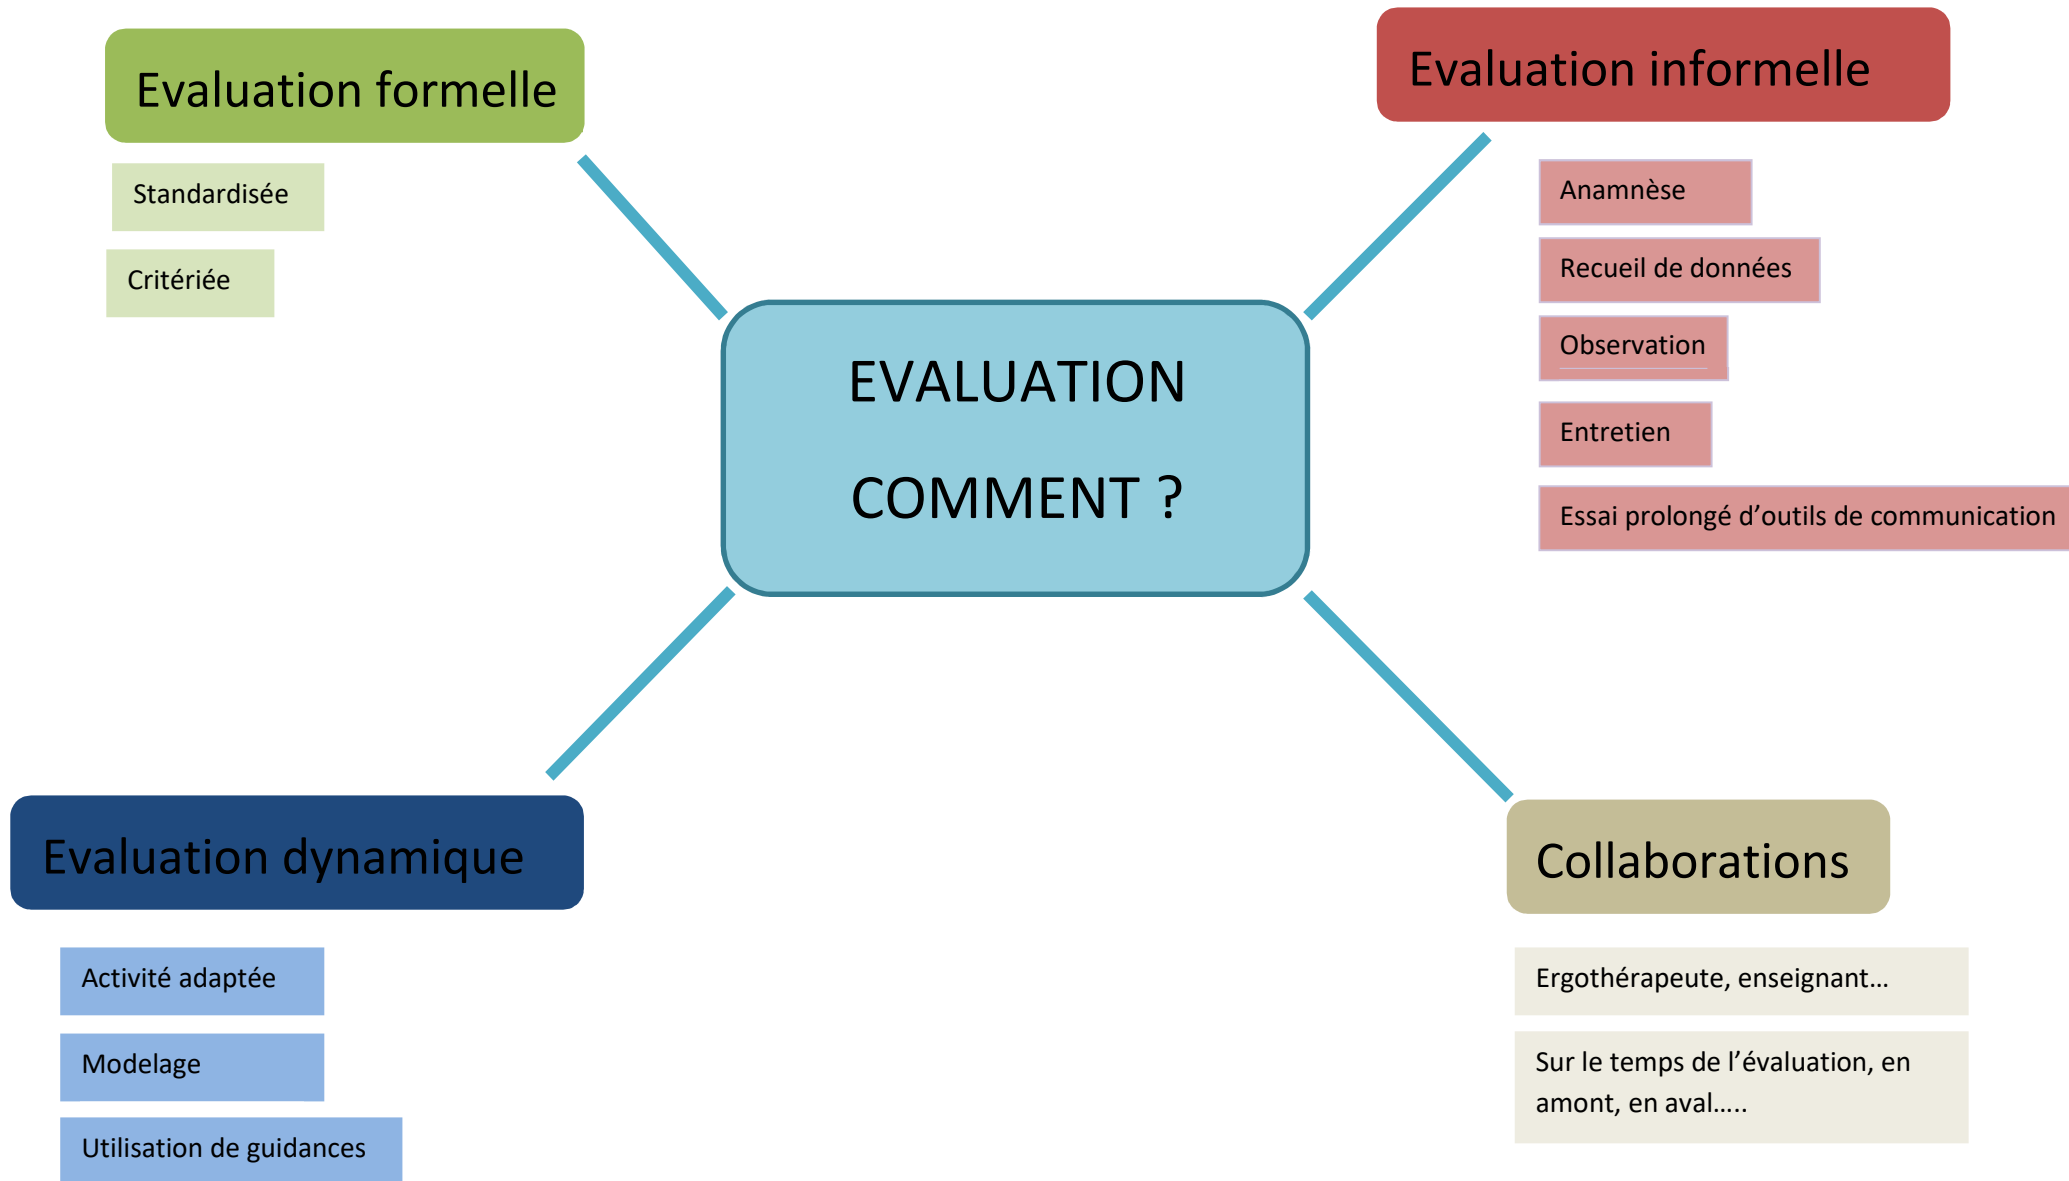 Evaluation formelle
Standardisée
Critériée
Evaluation informelle
Anamnèse
Recueil de données
Observation
Entretien
Essai prolongé d’outils de communication
EVALUATION
COMMENT ?
Evaluation dynamique
Activité adaptée
Modelage
Utilisation de guidances
Collaborations
Ergothérapeute, enseignant…
Sur le temps de l’évaluation, en
amont, en aval…..